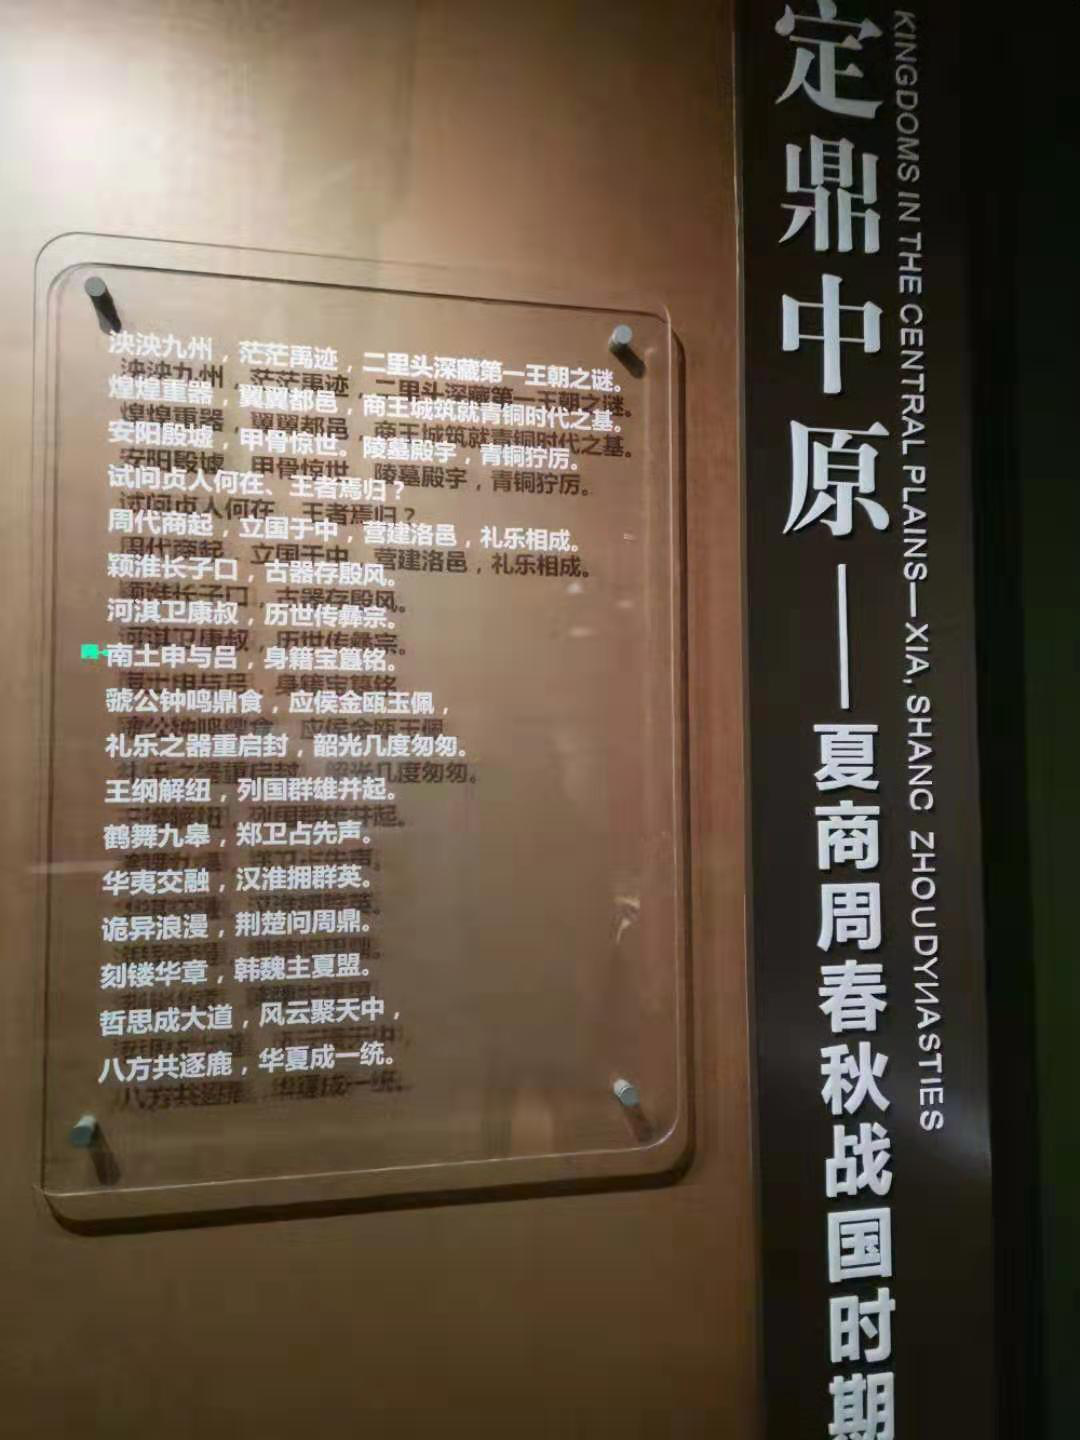 泱泱九州，茫茫禹迹，二里头深藏第一王朝之谜。
煌煌重器，翼翼都邑，商王城筑就青铜时代之基。
安阳殷墟，甲骨惊世。陵墓殿宇，青铜狞厉。
试问贞人何在、王者焉归？
周代商起，立国于中，营建洛邑，礼乐相成。
颍淮长子口，古器存殷风。
河淇卫康叔，历世传彝宗。
南土申与吕，身籍宝簋铭。
虢公钟鸣鼎食，应侯金瓯玉佩，
礼乐之器重启封，韶光几度匆匆。
王纲解纽，列国群雄并起。
鹤舞九皋，郑卫占先声。
华夷交融，汉淮拥群英。
诡异浪漫，荆楚问周鼎。
刻镂华章，韩魏主夏盟。
哲思成大道，风云聚天中，
八方共逐鹿，华夏成一统。
定鼎中原——夏商周春秋战国时期
KINGDOMS IN THE CENTRAL PLAINS—XIA, SHANG ZHOUDYNASTIES